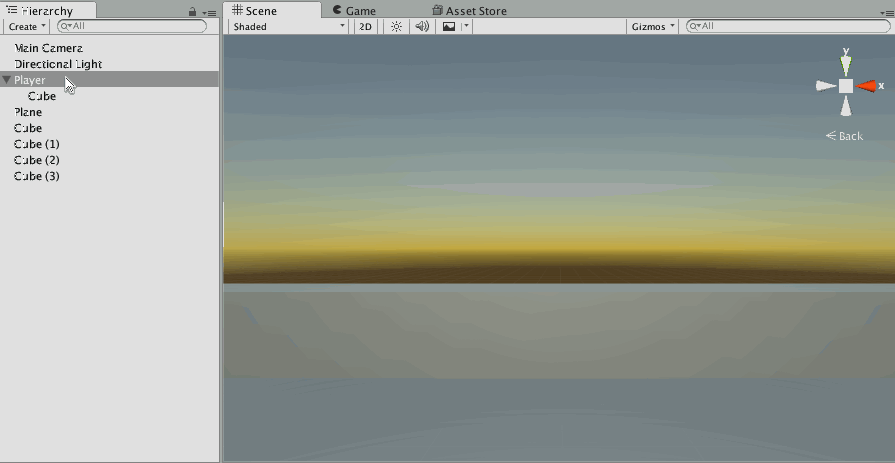 Hierarchy
Create
All
Main Camera
Directional Light
Player
Cube
Plane
Cube
Cube (1)
Cube (2)
Cube (3)
Scene
Game
Asset Store
Shaded
2D
Gizmos
All
y
x
Back